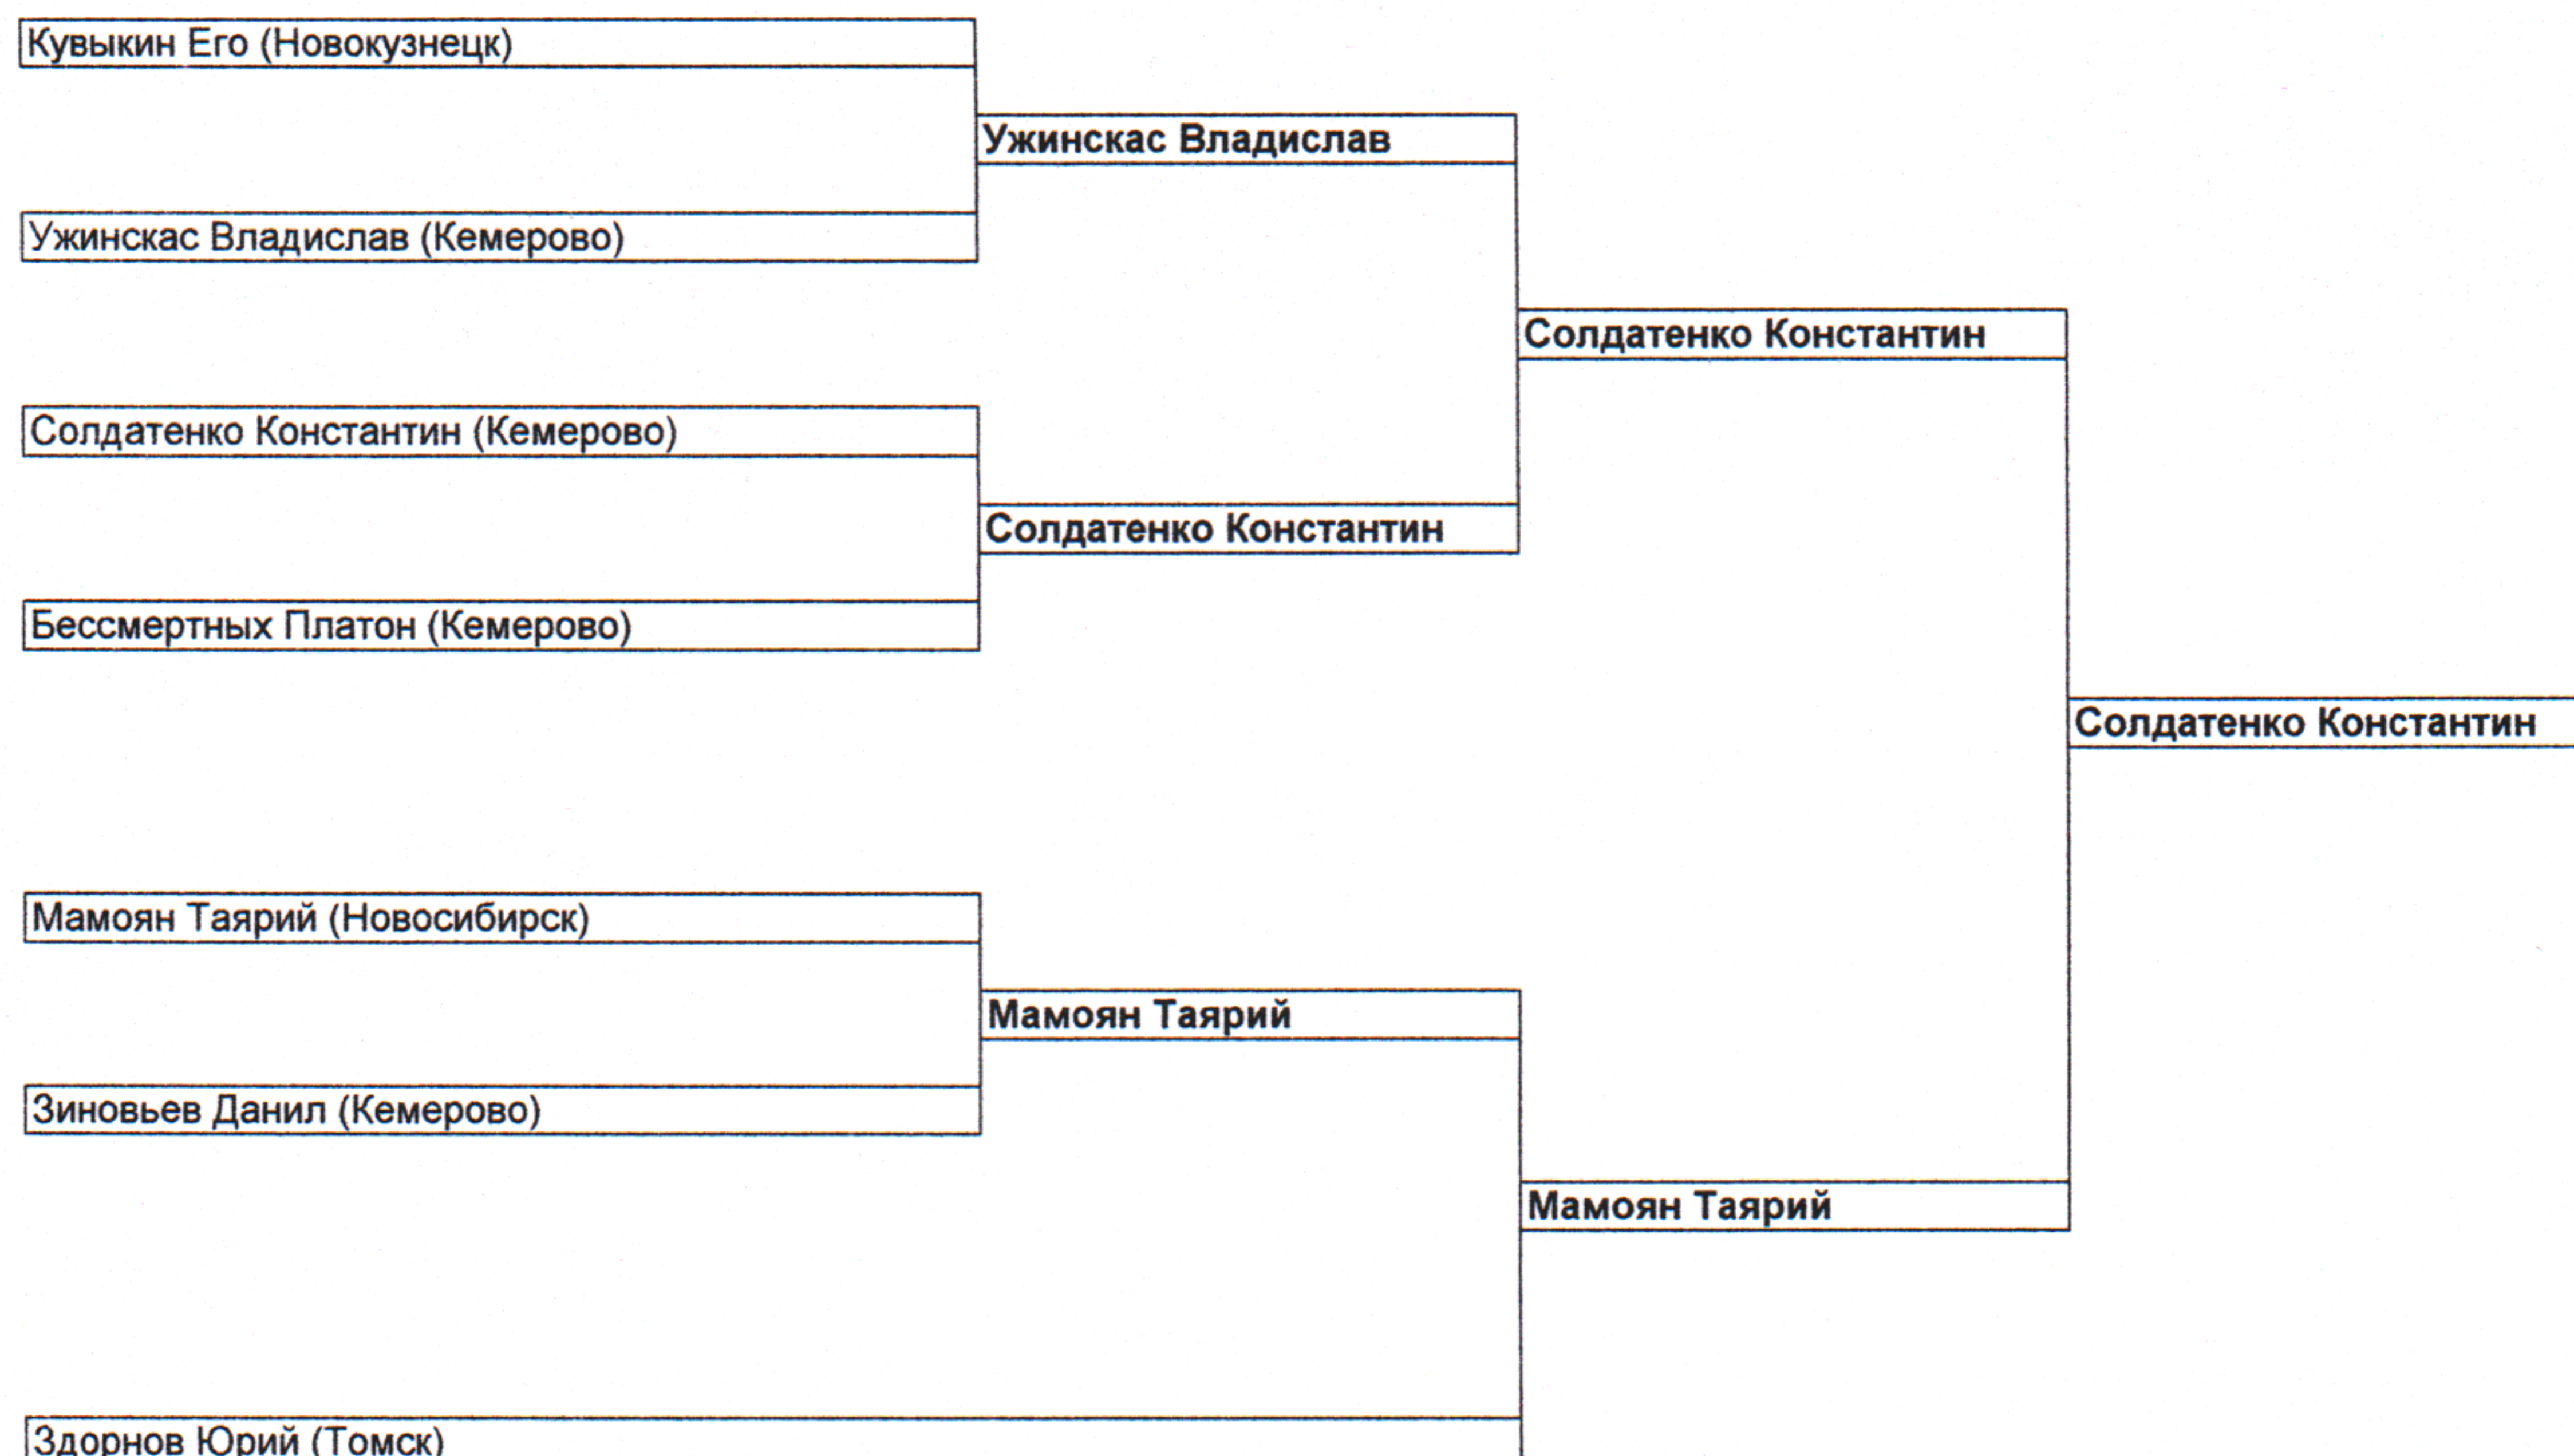 Кувыкин Его (Новокузнецк)
Ужинскас Владислав
Ужинскас Владислав (Кемерово)
Солдатенко Константин
Солдатенко Константин (Кемерово)
Солдатенко Константин
Бессмертных Платон (Кемерово)
Солдатенко Константин
Мамоян Таярий (Новосибирск)
Мамоян Таярий
Зиновьев Данил (Кемерово)
Мамоян Таярий
Здорнов Юрий (Томск)